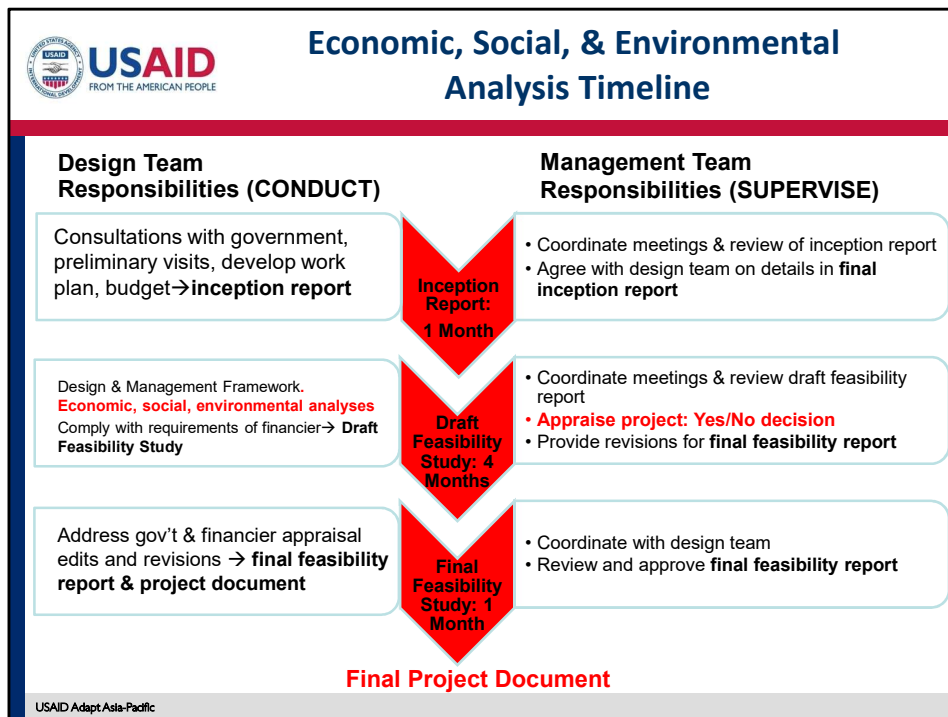 Economic, Social, & Environmental
Analysis Timeline
UNITED STATES AGENCY
USAID
INTERNATIONAL DEVELOPMENT
USAID
FROM THE AMERICAN PEOPLE
Design Team
Responsibilities (CONDUCT)
Management Team
Responsibilities (SUPERVISE)
Consultations with government,
preliminary visits, develop work
plan, budget→inception report
Inception
Report:
1 Month
• Coordinate meetings & review of inception report
• Agree with design team on details in final
inception report
Design & Management Framework.
Economic, social, environmental analyses
Comply with requirements of financier→ Draft
Feasibility Study
Draft
Feasibility
Study: 4
Months
• Coordinate meetings & review draft feasibility
report
• Appraise project: Yes/No decision
• Provide revisions for final feasibility report
Address gov't & financier appraisal
edits and revisions → final feasibility
report & project document
Final
Feasibility
Study: 1
Month
• Coordinate with design team
• Review and approve final feasibility report
Final Project Document
USAID Adapt Asia-Pacific